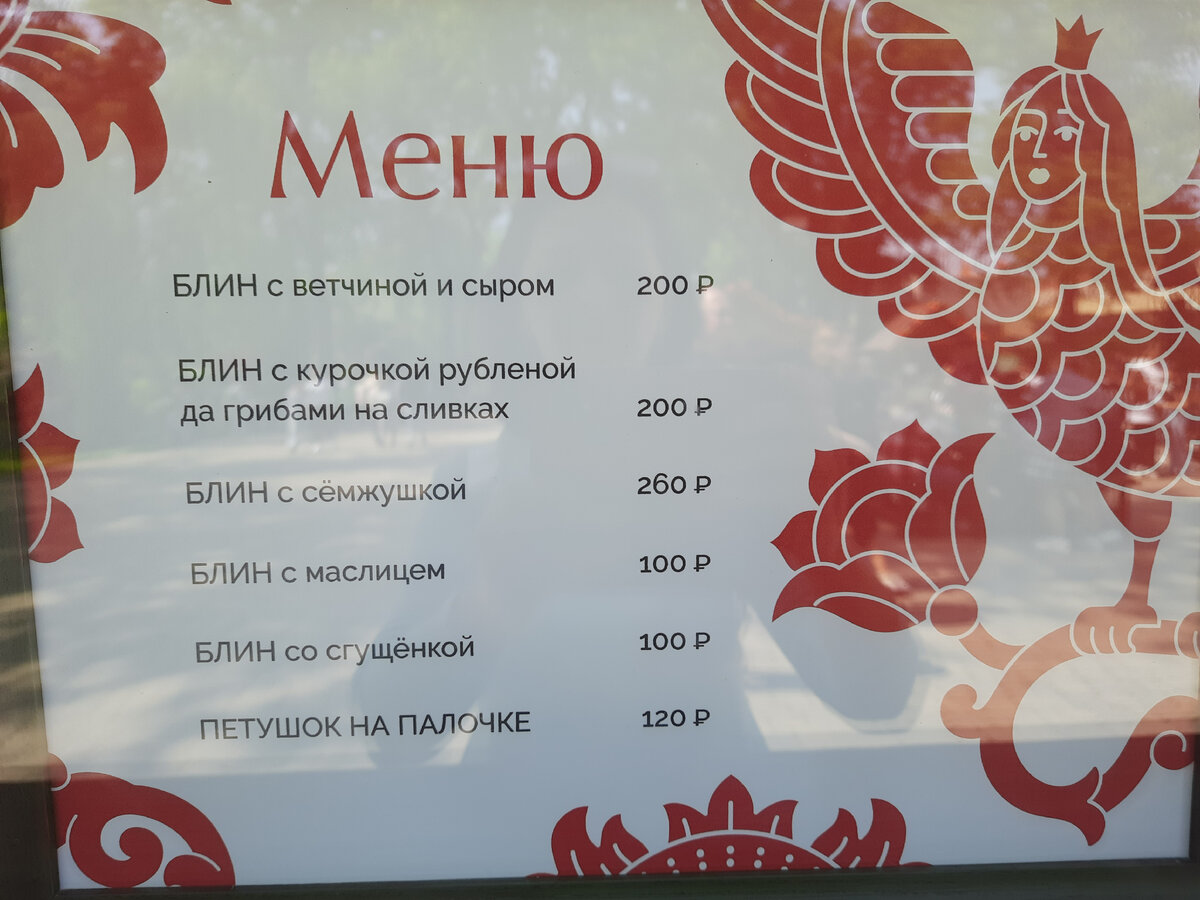 Меню
БЛИН с ветчиной и сыром 200 ₽
БЛИН с курочкой рубленой
да грибами на сливках 200 ₽
БЛИН с сёмжушкой 260 ₽
БЛИН с маслицем 100 ₽
БЛИН со сгущёнкой 100 ₽
ПЕТУШОК НА ПАЛОЧКЕ 120 ₽